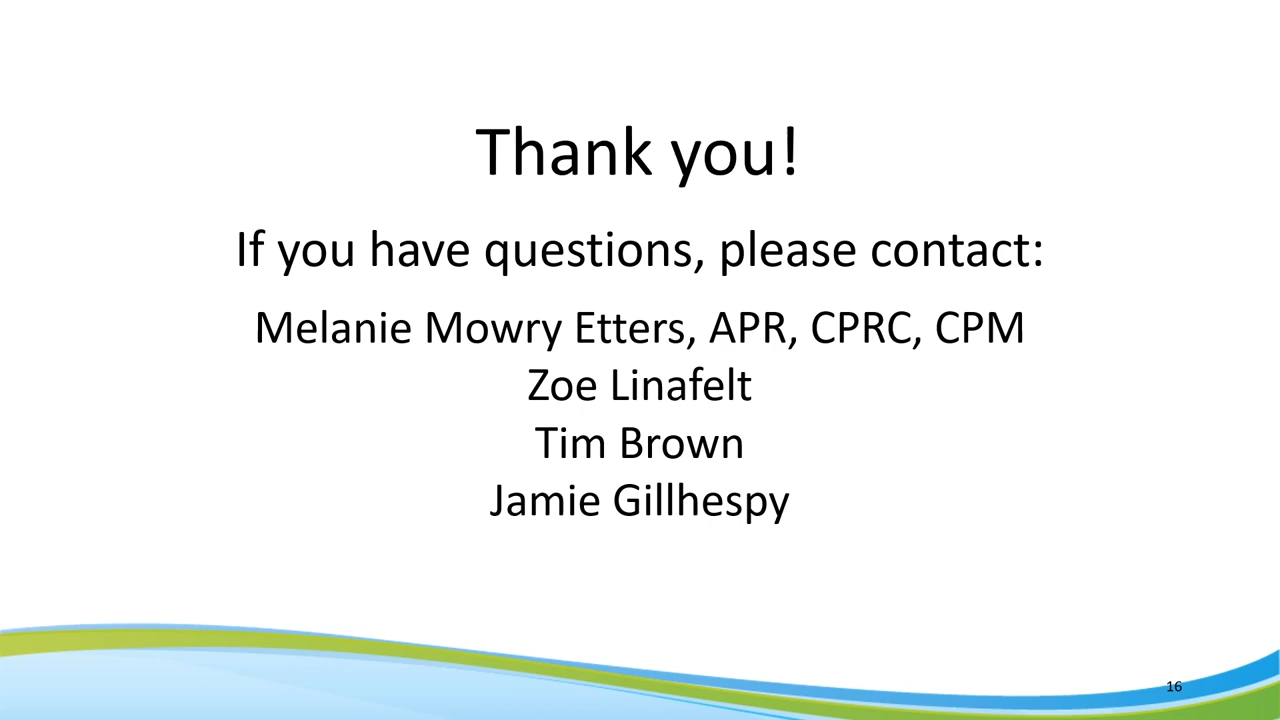 Thank you!
If you have questions, please contact:
Melanie Mowry Etters, APR, CPRC, CPM
Zoe Linafelt
Tim Brown
Jamie Gillhespy
16